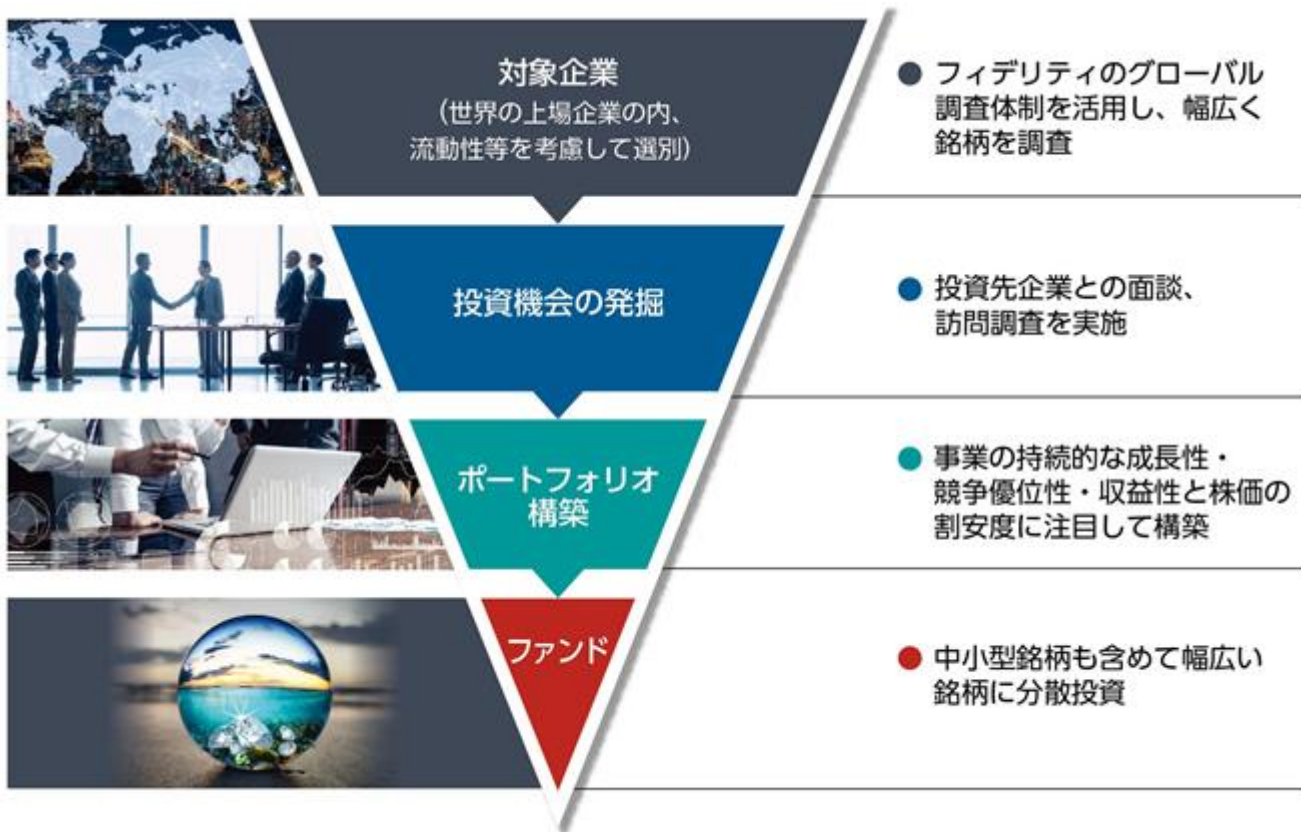 対象企業
（世界の上場企業の内、
流動性等を考慮して選別）
● フィデリティのグローバル
調査体制を活用し、幅広く
銘柄を調査
投資機会の発掘
● 投資先企業との面談、
訪問調査を実施
ポートフォリオ
構築
● 事業の持続的な成長性・
競争優位性・収益性と株価の
割安度に注目して構築
ファンド
● 中小型銘柄も含めて幅広い
銘柄に分散投資